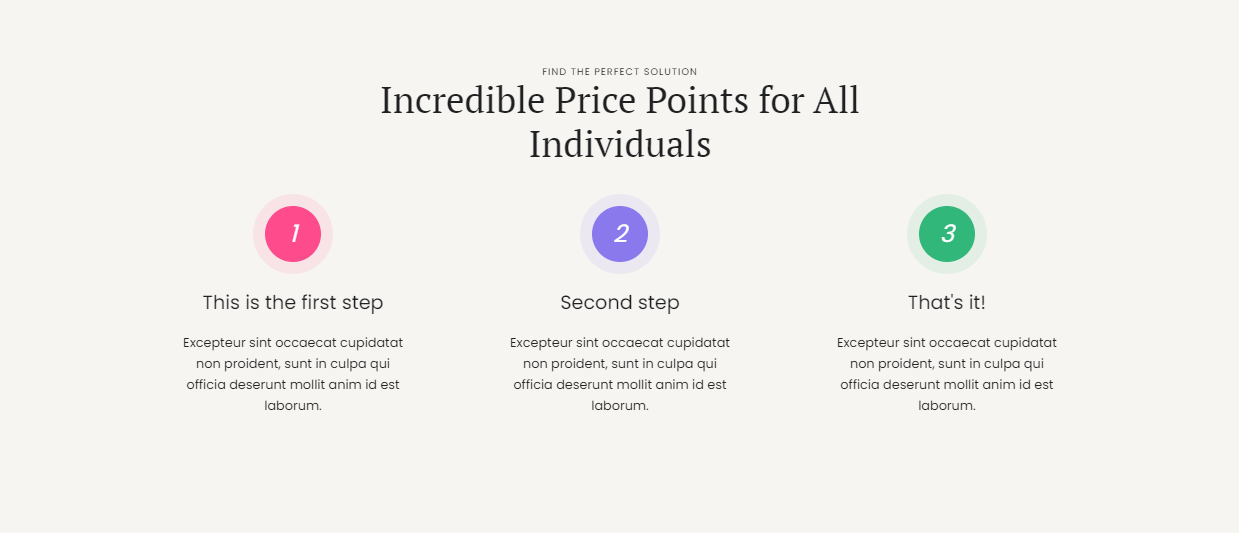 FIND THE PERFECT SOLUTION
Incredible Price Points for All
Individuals
1
2
3
This is the first step
Second step
That's it!
Excepteur sint occaecat cupidatat
non proident, sunt in culpa qui
officia deserunt mollit anim id est
laborum.
Excepteur sint occaecat cupidatat
non proident, sunt in culpa qui
officia deserunt mollit anim id est
laborum.
Excepteur sint occaecat cupidatat
non proident, sunt in culpa qui
officia deserunt mollit anim id est
laborum.